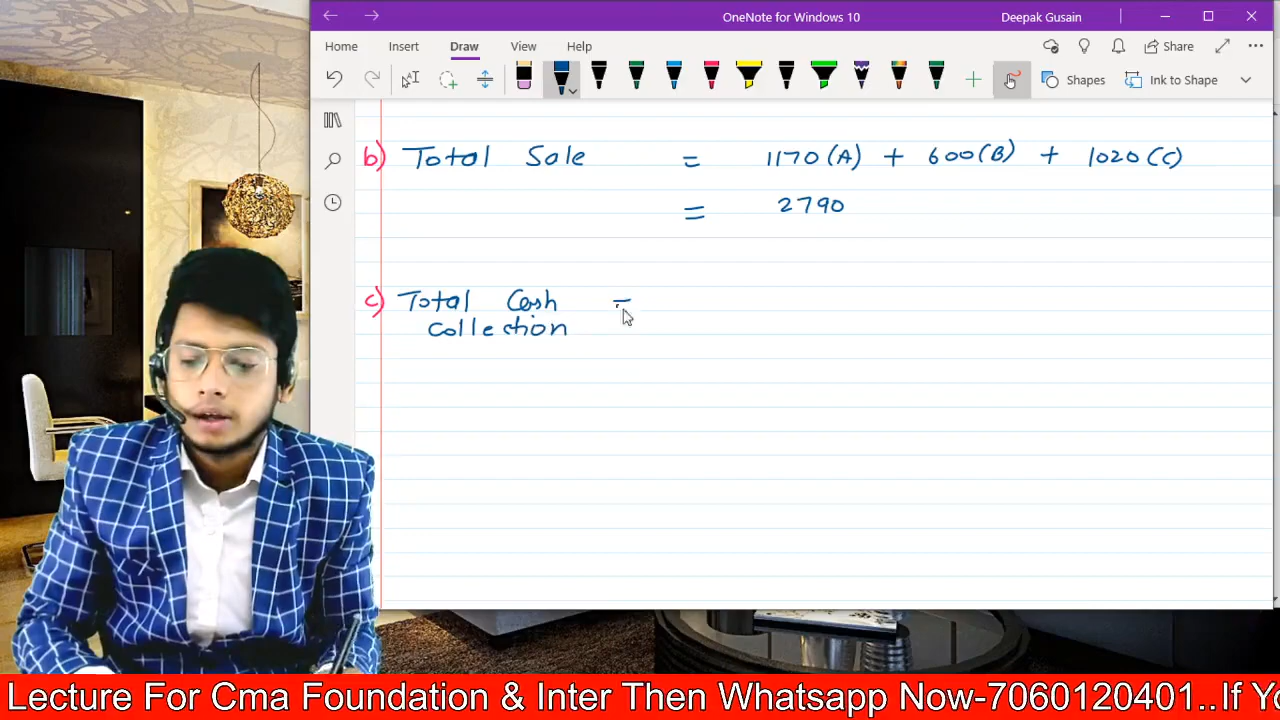 OneNote for Windows 10
Deepak Gusain
Home Insert Draw View Help
Share
Shapes
Ink to Shape
b) Total Sale = 1170 (A) + 600 (B) + 1020 (C)
= 2790
c) Total Cash =
collection
Lecture For Cma Foundation & Inter Then Whatsapp Now-7060120401..If Yo